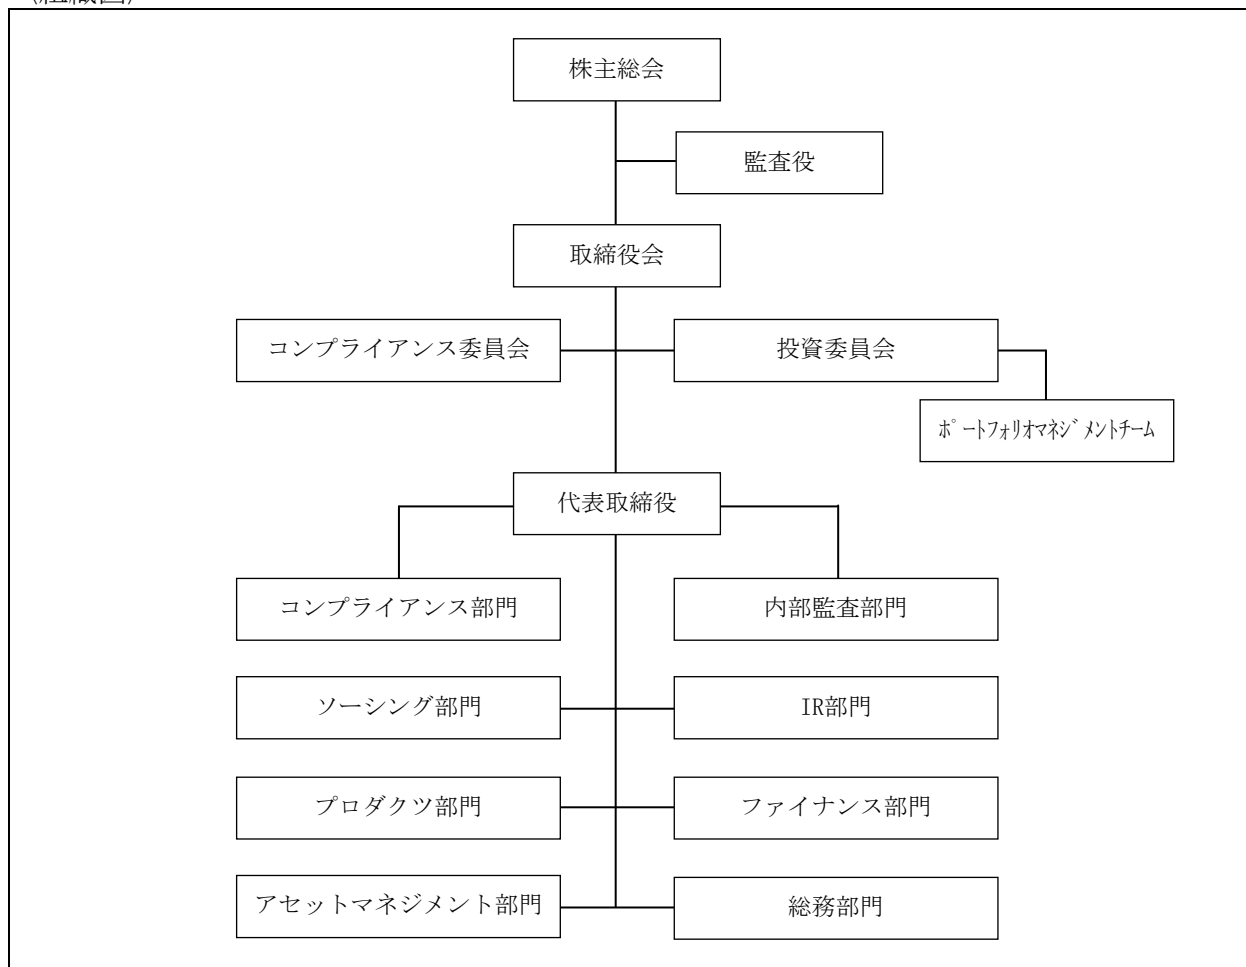 株主総会
監査役
取締役会
コンプライアンス委員会
投資委員会
ポートフォリオマネジメントチーム
代表取締役
コンプライアンス部門
内部監査部門
ソーシング部門
IR部門
プロダクツ部門
ファイナンス部門
アセットマネジメント部門
総務部門